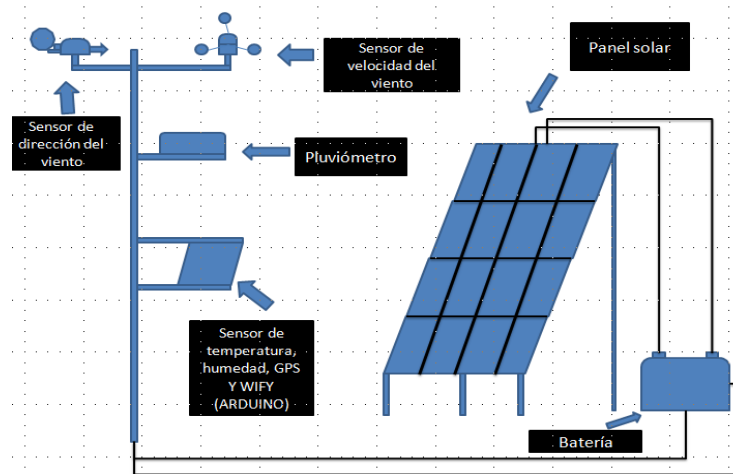 Sensor de
velocidad del
viento
Panel solar
Sensor de
dirección del
viento
Pluviómetro
Sensor de
temperatura,
humedad, GPS
Y WIFY
(ARDUINO)
Batería